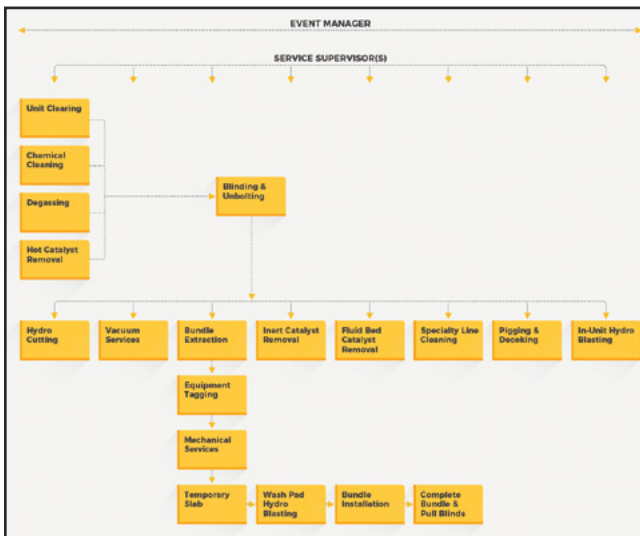 EVENT MANAGER
SERVICE SUPERVISOR(S)
Unit Clearing
Chemical
Cleaning
Degassing
Hot Catalyst
Removal
Blinding &
Unbolting
Hydro
Cutting
Vacuum
Services
Bundle
Extraction
Inert Catalyst
Removal
Fluid Bed
Catalyst
Removal
Specialty Line
Cleaning
Pigging &
Decoking
In-Unit Hydro
Blasting
Equipment
Tagging
Mechanical
Services
Temporary
Slab
Wash Pad
Hydro
Blasting
Bundle
Installation
Complete
Bundle &
Pull Blinds